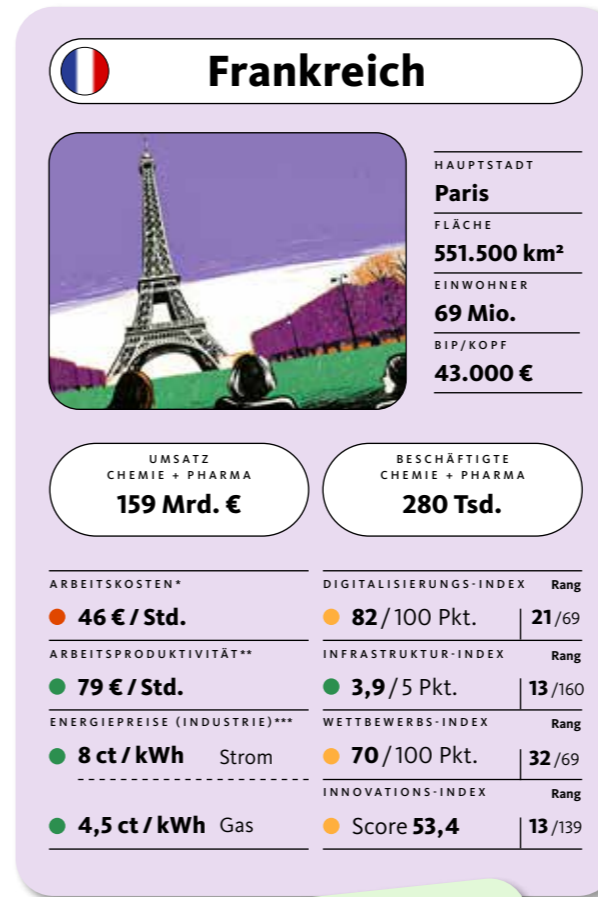 Frankreich
HAUPTSTADT
Paris
FLÄCHE
551.500 km²
EINWOHNER
69 Mio.
BIP/KOPF
43.000 €
UMSATZ
CHEMIE + PHARMA
159 Mrd. €
BESCHÄFTIGTE
CHEMIE + PHARMA
280 Tsd.
ARBEITSKOSTEN*
46 € / Std.
ARBEITSPRODUKTIVITÄT**
79 € / Std.
ENERGIEPREISE (INDUSTRIE)***
8 ct / kWh Strom
4,5 ct / kWh Gas
DIGITALISIERUNGS-INDEX Rang
82 / 100 Pkt. 21 /69
INFRASTRUKTUR-INDEX Rang
3,9 / 5 Pkt. 13 /160
WETTBEWERBS-INDEX Rang
70 / 100 Pkt. 32 /69
INNOVATIONS-INDEX Rang
Score 53,4 13 /139